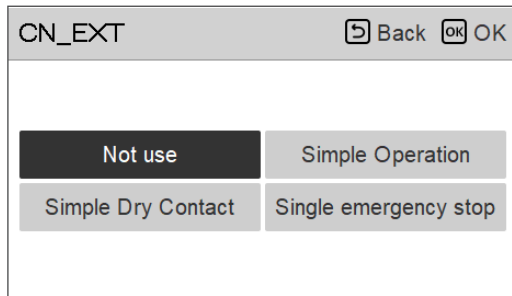 CN_EXT Back OK OK
Not use Simple Operation
Simple Dry Contact Single emergency stop